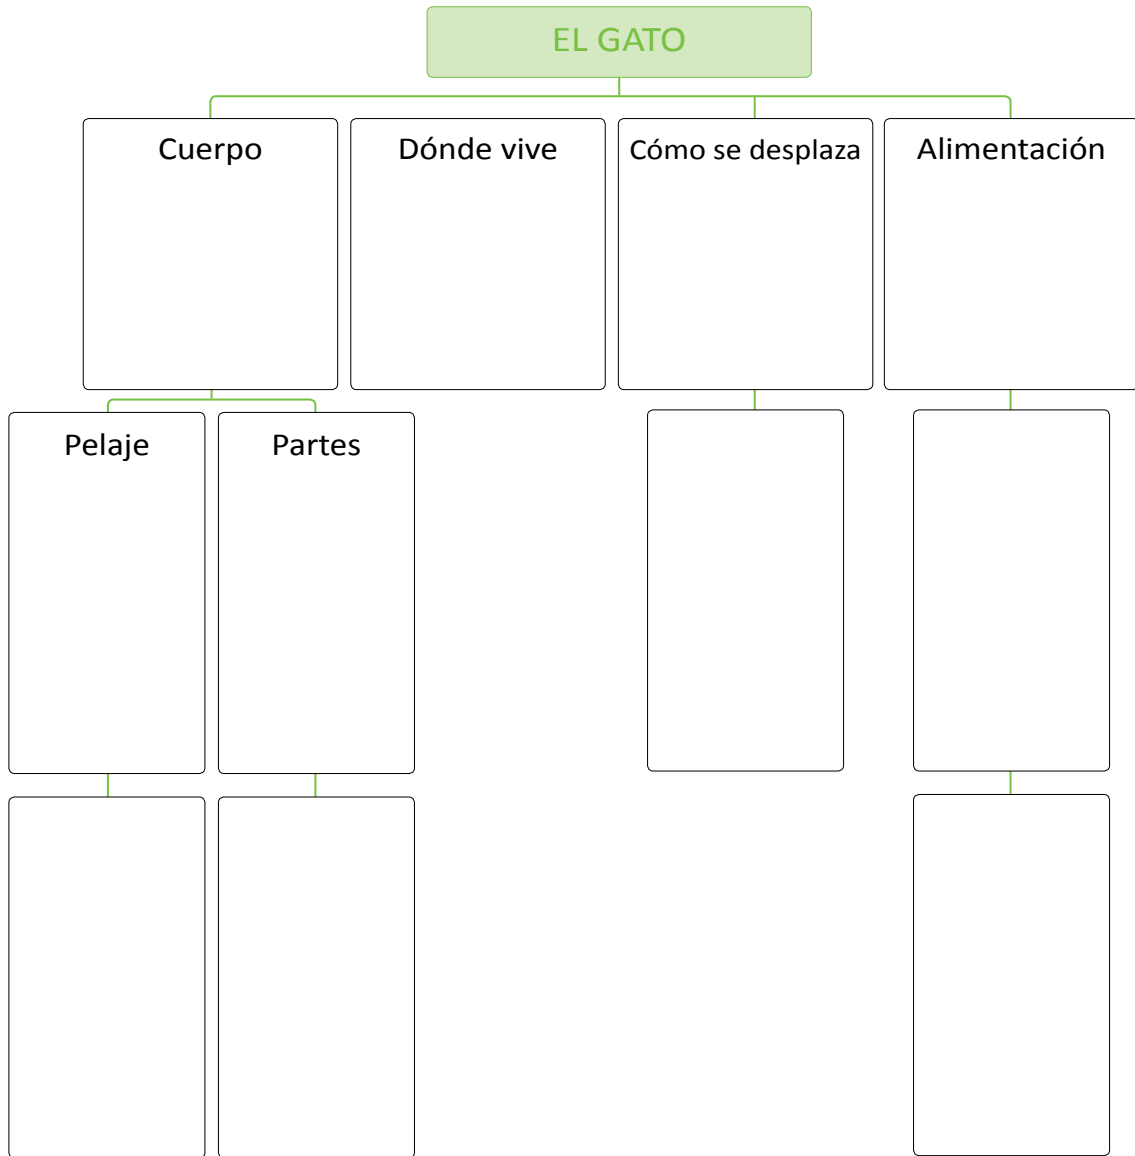 EL GATO
Cuerpo
Dónde vive
Cómo se desplaza
Alimentación
Pelaje
Partes